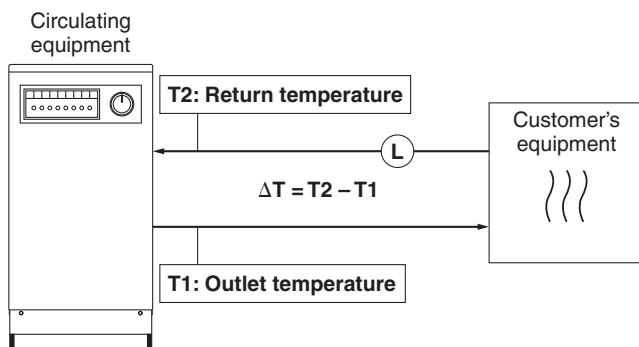 Circulating
equipment
T2: Return temperature
Customer's
equipment
L
ΔT = T2 – T1
T1: Outlet temperature